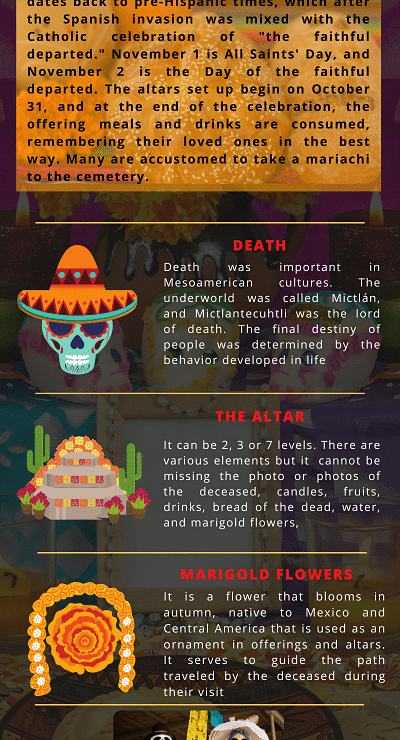 dates back to pre-Hispanic times, which after
the Spanish invasion was mixed with the
Catholic celebration of "the faithful
departed." November 1 is All Saints' Day, and
November 2 is the Day of the faithful
departed. The altars set up begin on October
31, and at the end of the celebration, the
offering meals and drinks are consumed,
remembering their loved ones in the best
way. Many are accustomed to take a mariachi
to the cemetery.
DEATH
Death was important in
Mesoamerican cultures. The
underworld was called Mictlán,
and Mictlantecuhtli was the lord
of death. The final destiny of
people was determined by the
behavior developed in life
THE ALTAR
It can be 2, 3 or 7 levels. There are
various elements but it cannot be
missing the photo or photos of
the deceased, candles, fruits,
drinks, bread of the dead, water,
and marigold flowers,
MARIGOLD FLOWERS
It is a flower that blooms in
autumn, native to Mexico and
Central America that is used as an
ornament in offerings and altars.
It serves to guide the path
traveled by the deceased during
their visit